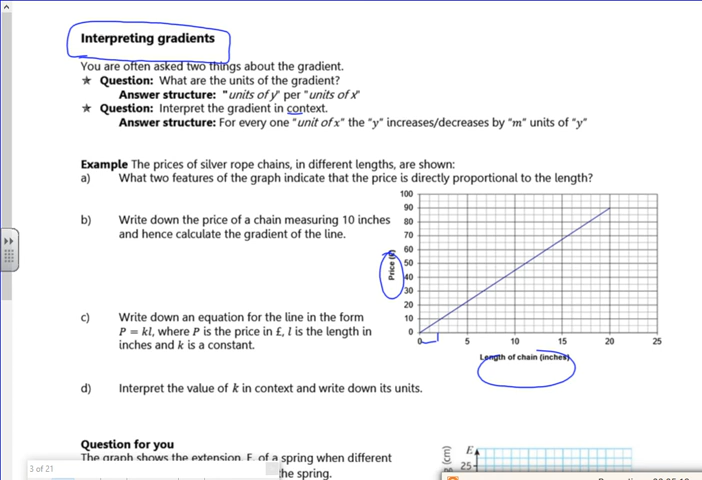 Interpreting gradients
You are often asked two things about the gradient.
★ Question: What are the units of the gradient?
Answer structure: "units of y" per "units of x"
★ Question: Interpret the gradient in context.
Answer structure: For every one "unit of x" the "y" increases/decreases by "m" units of "y"
Example The prices of silver rope chains, in different lengths, are shown:
a) What two features of the graph indicate that the price is directly proportional to the length?
b) Write down the price of a chain measuring 10 inches
and hence calculate the gradient of the line.
100
90
80
70
60
50
40
30
20
10
0
Price (£)
0 5 10 15 20 25
Length of chain (inches)
c) Write down an equation for the line in the form
P = kl, where P is the price in £, l is the length in
inches and k is a constant.
d) Interpret the value of k in context and write down its units.
Question for you
The graph shows the extension, E, of a spring when different
the spring.
3 of 21
(cm)
E
25